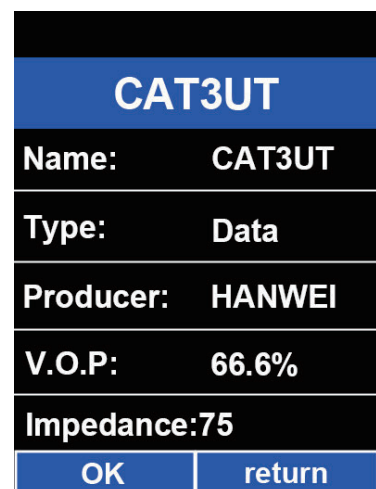 CAT3UT
Name: CAT3UT
Type: Data
Producer: HANWEI
V.O.P: 66.6%
Impedance:75
OK return